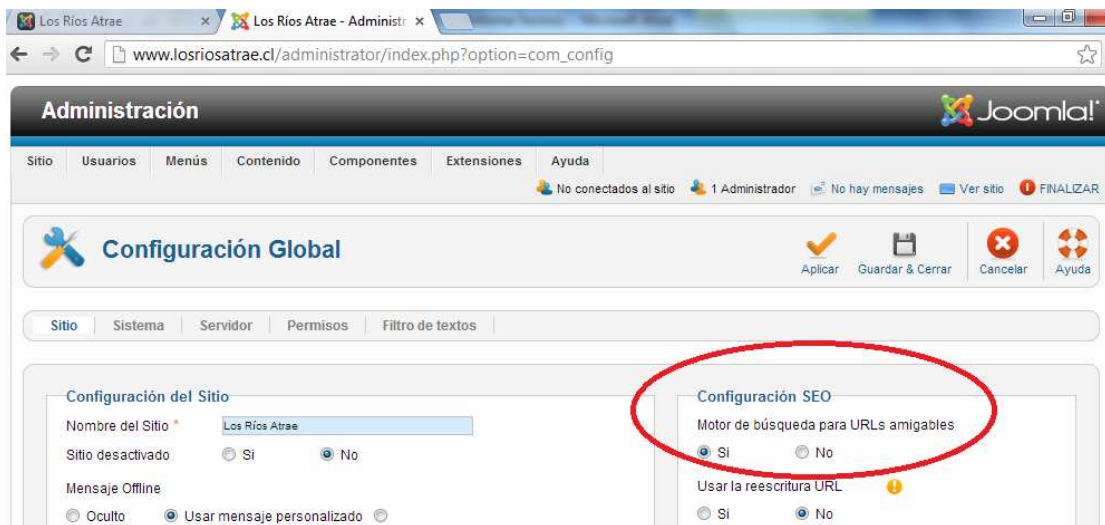 Los Ríos Atrae
Los Ríos Atrae - Administr
www.losriosatrae.cl/administrator/index.php?option=com_config
Administración
Joomla!
Sitio Usuarios Menús Contenido Componentes Extensiones Ayuda
No conectados al sitio 1 Administrador No hay mensajes Ver sitio FINALIZAR
Configuración Global
Aplicar Guardar & Cerrar Cancelar Ayuda
Sitio Sistema Servidor Permisos Filtro de textos
Configuración del Sitio
Nombre del Sitio * Los Ríos Atrae
Sitio desactivado Si No
Mensaje Offline
Oculto Usar mensaje personalizado
Configuración SEO
Motor de búsqueda para URLs amigables
Si No
Usar la reescritura URL
Si No